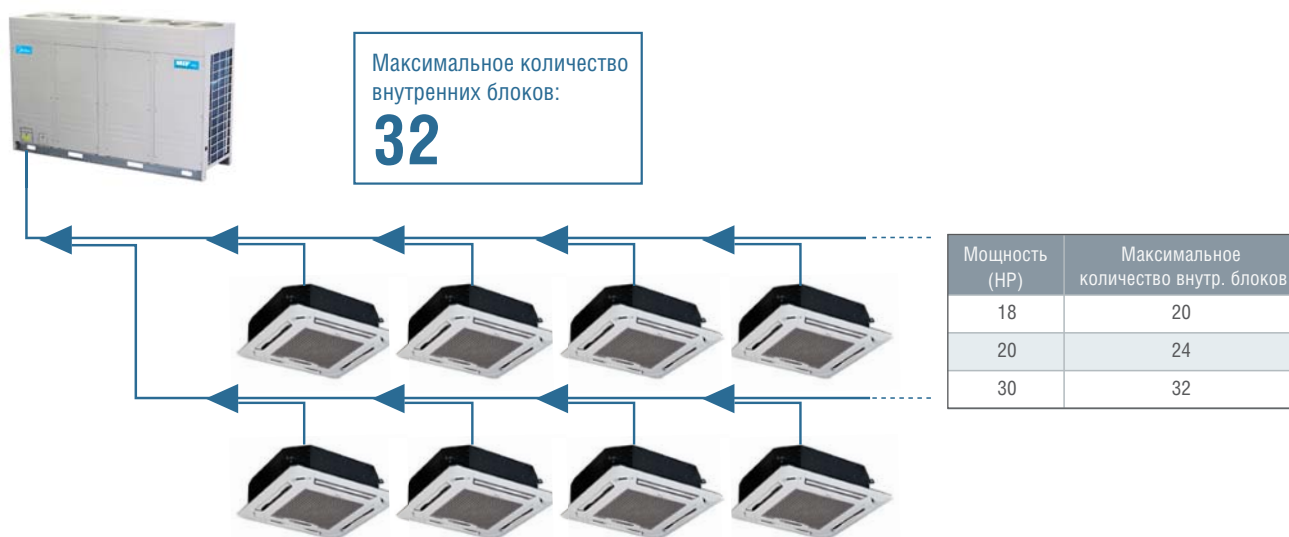 Максимальное количество
внутренних блоков:
32
Мощность
(HP)
Максимальное
количество внутр. блоков
18 20
20 24
30 32